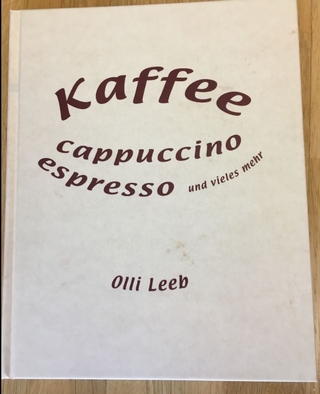 Kaffee
cappuccino
espresso und vieles mehr
Olli Leeb